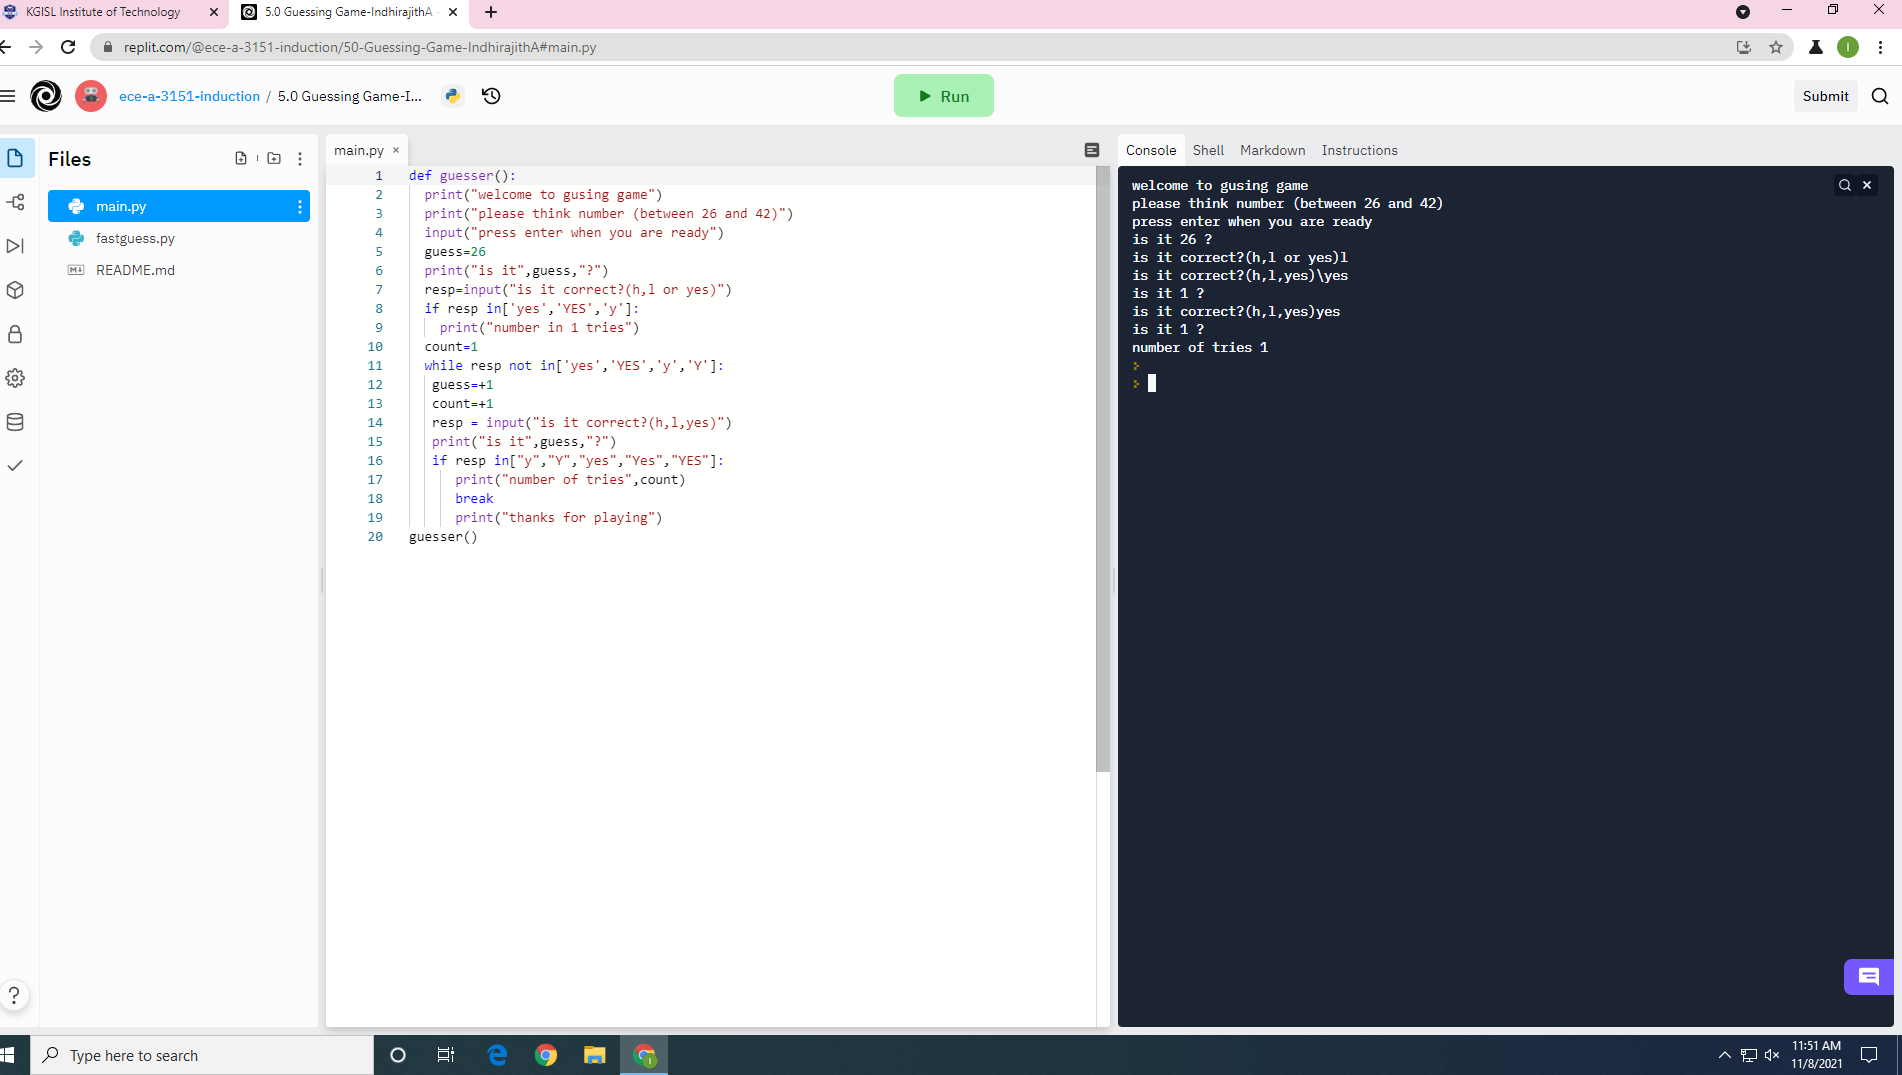 KGISL Institute of Technology
5.0 Guessing Game-IndhirajithA -
replit.com/@ece-a-3151-induction/50-Guessing-Game-IndhirajithA#main.py
I
ece-a-3151-induction / 5.0 Guessing Game-I...
Run
Submit
Files
main.py
fastguess.py
README.md
main.py ×
1 def guesser():
2 print("welcome to gusing game")
3 print("please think number (between 26 and 42)")
4 input("press enter when you are ready")
5 guess=26
6 print("is it",guess,"?")
7 resp=input("is it correct?(h,l or yes)")
8 if resp in['yes','YES','y']:
9 print("number in 1 tries")
10 count=1
11 while resp not in['yes','YES','y','Y']:
12 guess=+1
13 count=+1
14 resp = input("is it correct?(h,l,yes)")
15 print("is it",guess,"?")
16 if resp in["y","Y","yes","Yes","YES"]:
17 print("number of tries",count)
18 break
19 print("thanks for playing")
20 guesser()
Console Shell Markdown Instructions
welcome to gusing game
please think number (between 26 and 42)
press enter when you are ready
is it 26 ?
is it correct?(h,l or yes)l
is it correct?(h,l,yes)\yes
is it 1 ?
is it correct?(h,l,yes)yes
is it 1 ?
number of tries 1
?
Type here to search
11:51 AM
11/8/2021